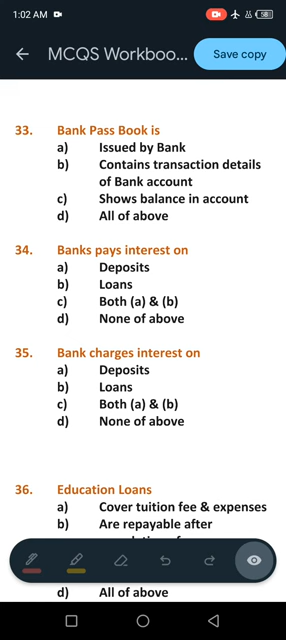 1:02 AM
58
MCQS Workboo...
Save copy
33. Bank Pass Book is
a) Issued by Bank
b) Contains transaction details
of Bank account
c) Shows balance in account
d) All of above
34. Banks pays interest on
a) Deposits
b) Loans
c) Both (a) & (b)
d) None of above
35. Bank charges interest on
a) Deposits
b) Loans
c) Both (a) & (b)
d) None of above
36. Education Loans
a) Cover tuition fee & expenses
b) Are repayable after
d) All of above